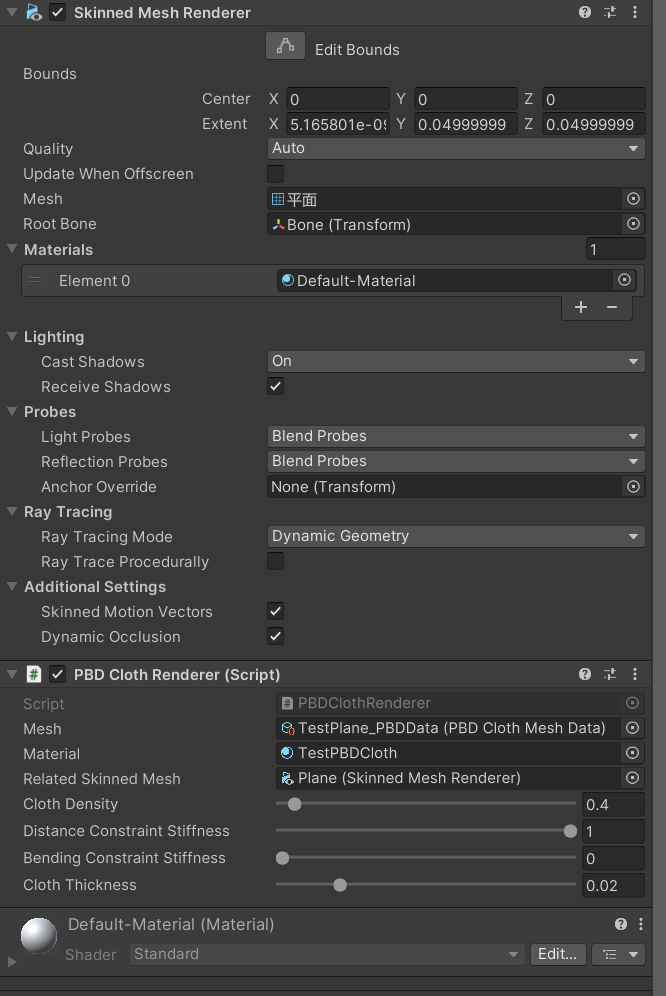 Skinned Mesh Renderer
Edit Bounds
Bounds
Center X 0 Y 0 Z 0
Extent X 5.165801e-09 Y 0.04999999 Z 0.04999999
Quality Auto
Update When Offscreen
Mesh 平面
Root Bone Bone (Transform)
Materials 1
Element 0 Default-Material
+ −
Lighting
Cast Shadows On
Receive Shadows
Probes
Light Probes Blend Probes
Reflection Probes Blend Probes
Anchor Override None (Transform)
Ray Tracing
Ray Tracing Mode Dynamic Geometry
Ray Trace Procedurally
Additional Settings
Skinned Motion Vectors
Dynamic Occlusion
# PBD Cloth Renderer (Script)
Script # PBDClothRenderer
Mesh TestPlane_PBDData (PBD Cloth Mesh Data)
Material TestPBDCloth
Related Skinned Mesh Plane (Skinned Mesh Renderer)
Cloth Density 0.4
Distance Constraint Stiffness 1
Bending Constraint Stiffness 0
Cloth Thickness 0.02
Default-Material (Material)
Shader Standard Edit...